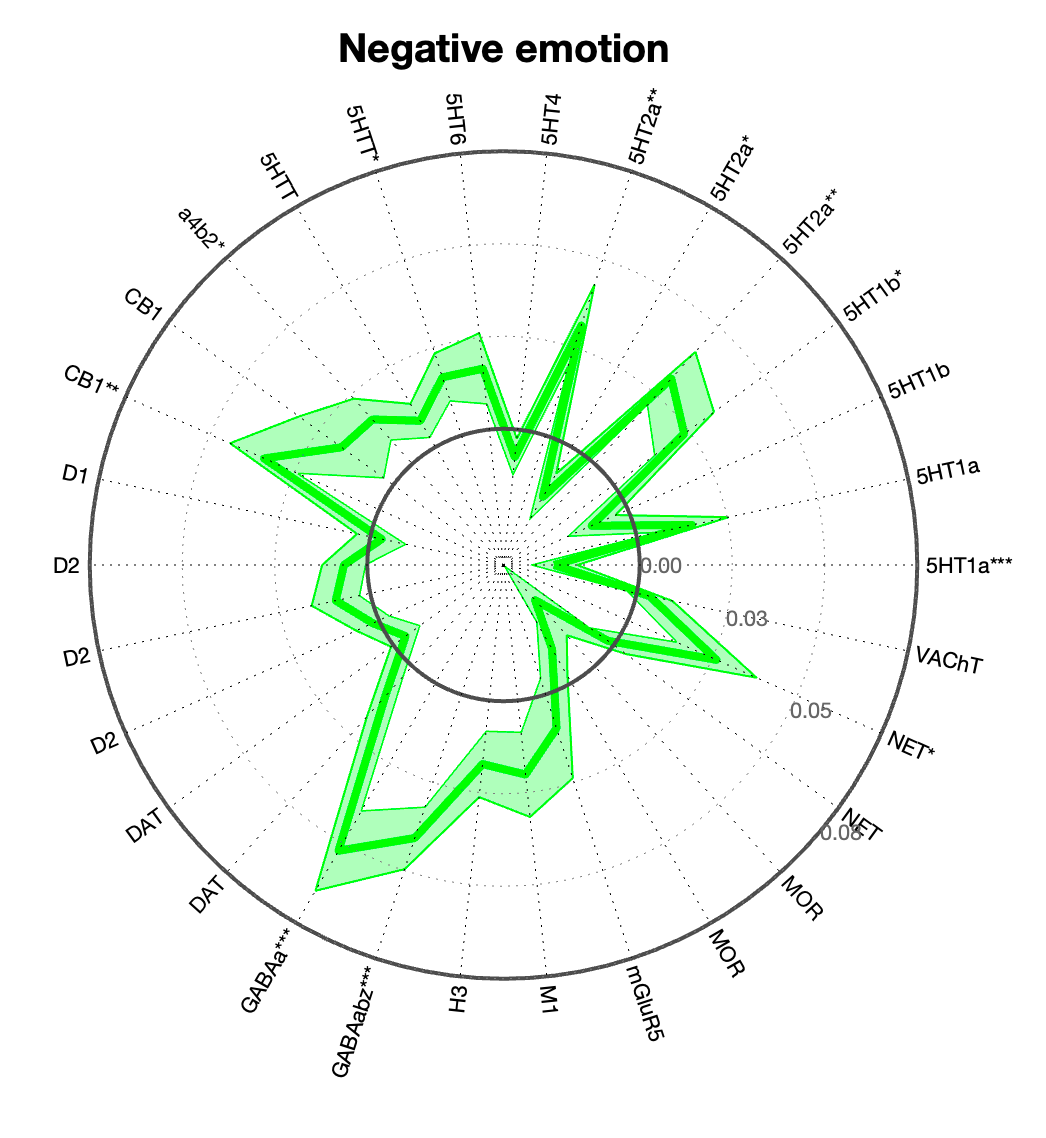 Negative emotion
5HT4
5HT2a**
5HT2a*
5HT2a**
5HT1b*
5HT1b
5HT1a
5HT1a***
VAChT
NET*
NET
MOR
MOR
mGluR5
M1
H3
GABAabz***
GABAa***
DAT
DAT
D2
D2
D2
D1
CB1**
CB1
a4b2*
5HTT
5HTT*
5HT6
0.00
0.03
0.05
0.08